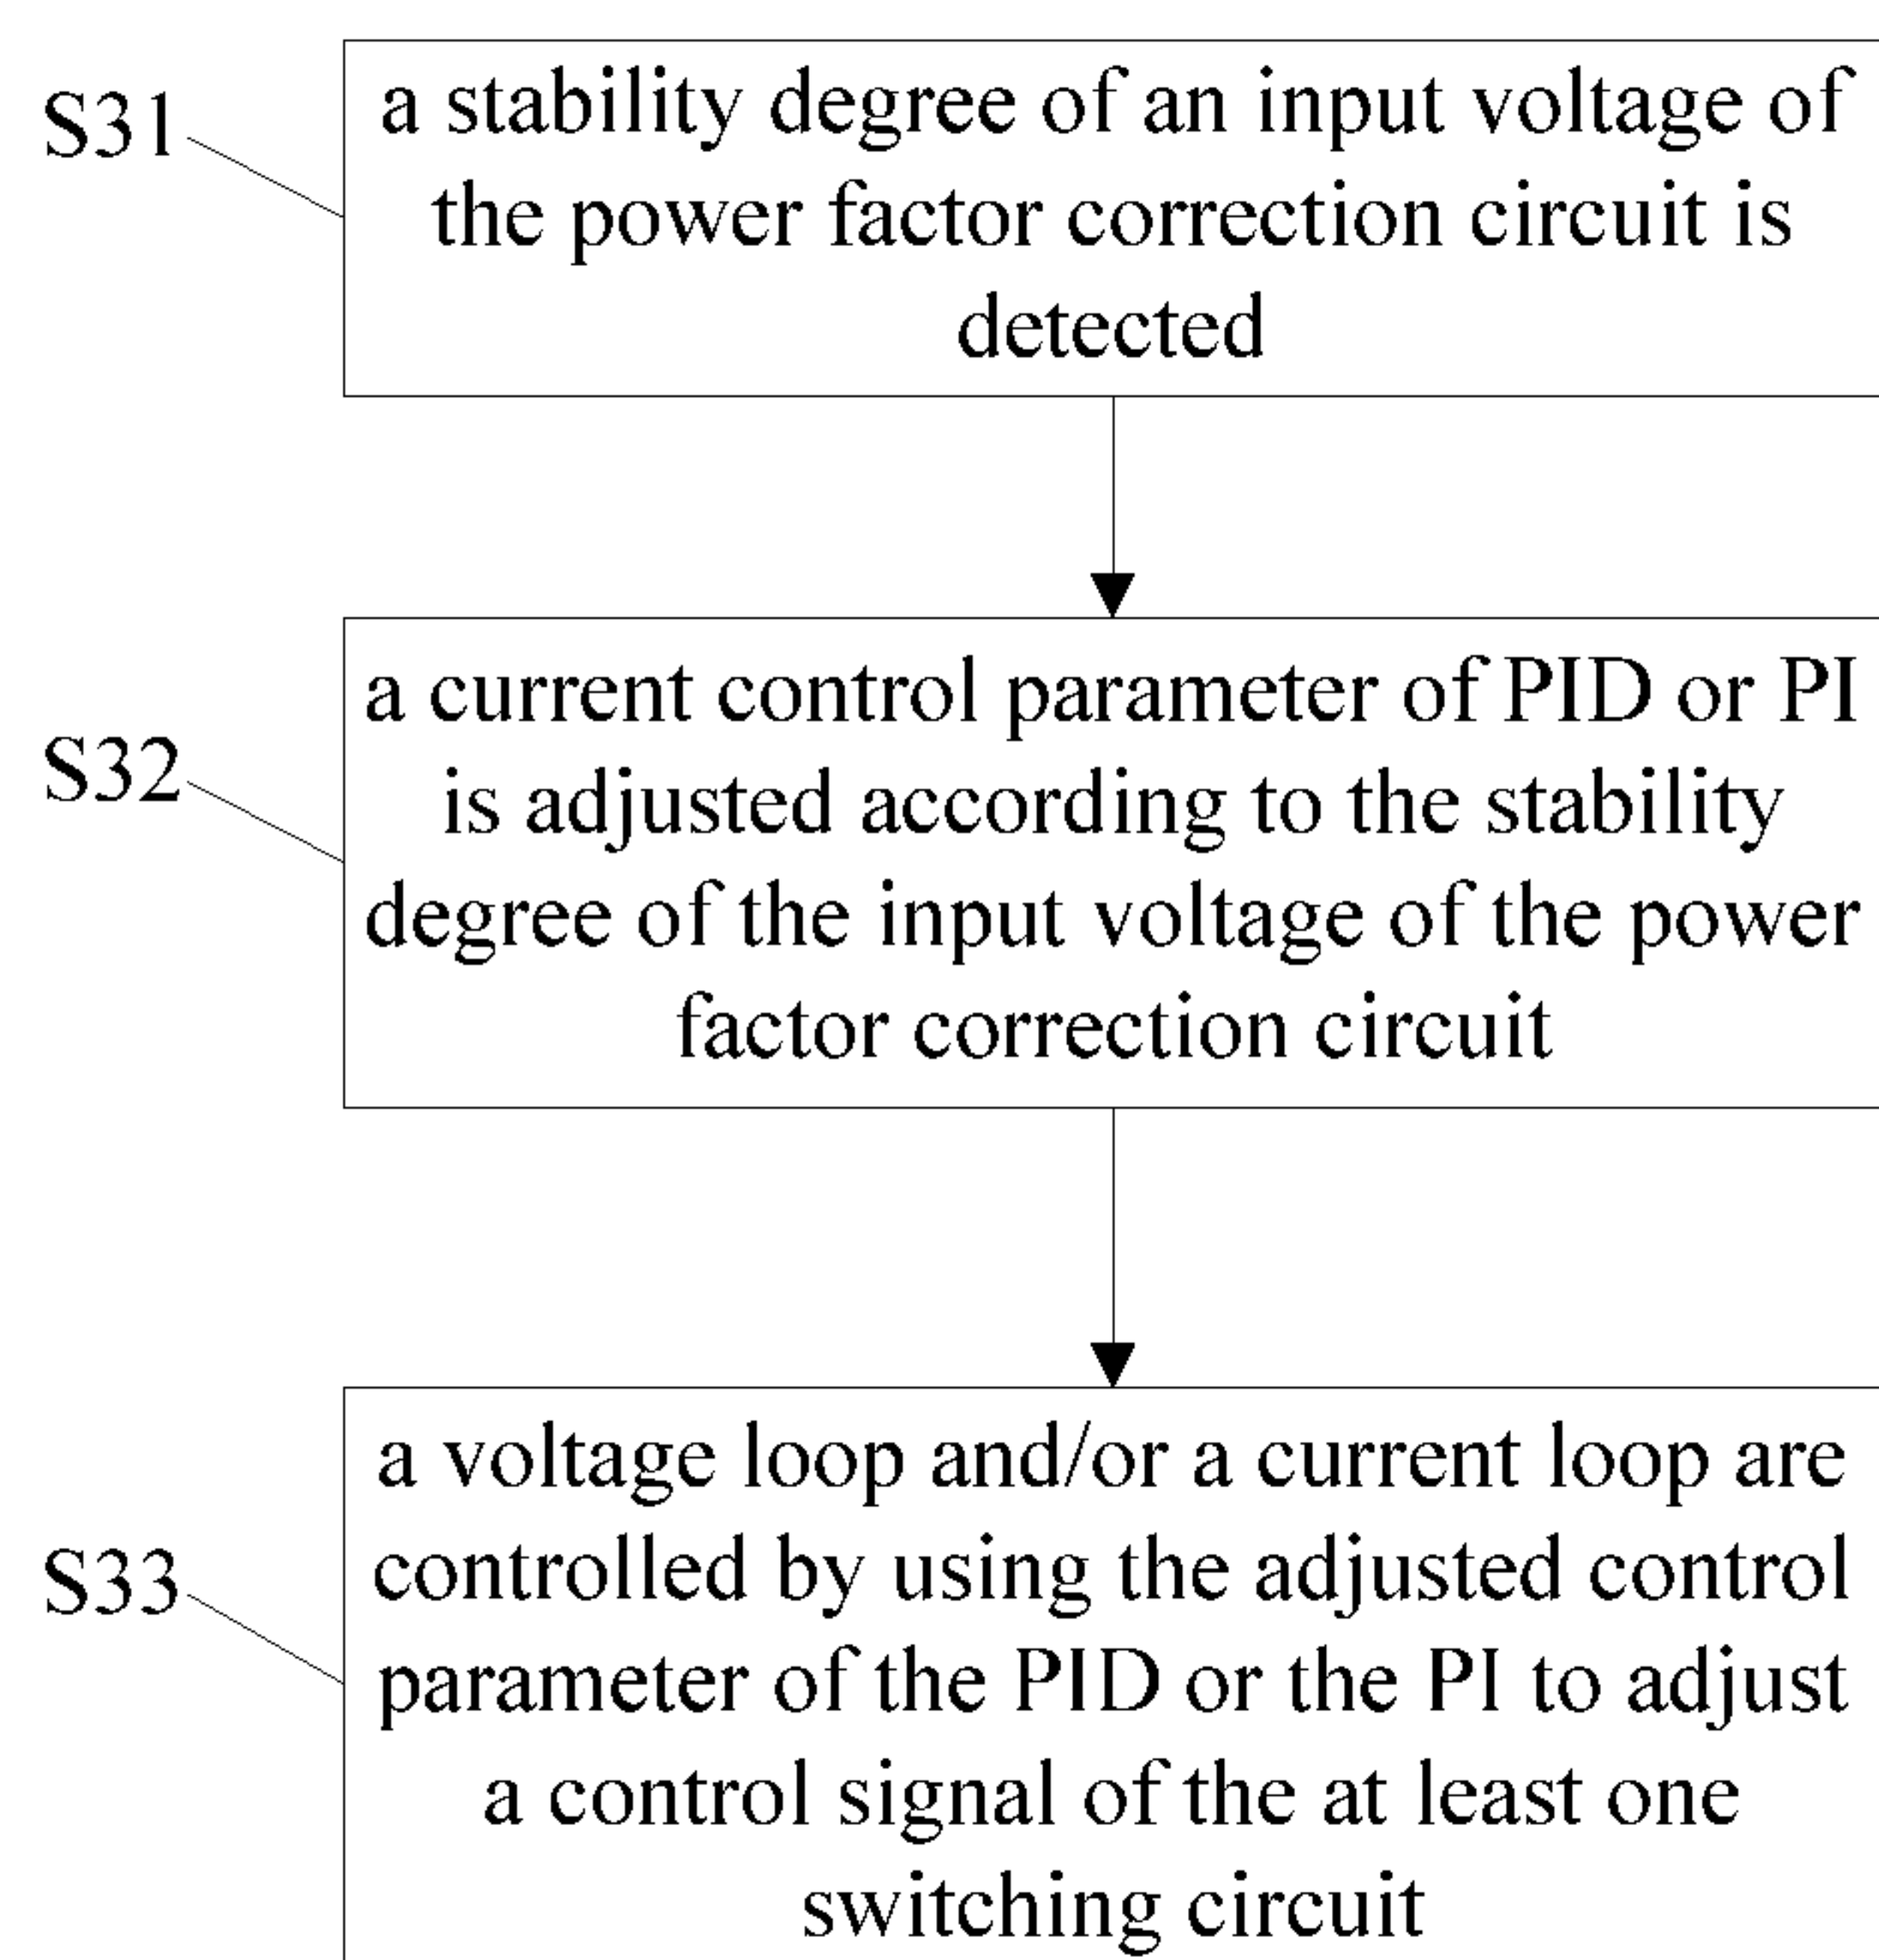 S31
a stability degree of an input voltage of
the power factor correction circuit is
detected
S32
a current control parameter of PID or PI
is adjusted according to the stability
degree of the input voltage of the power
factor correction circuit
S33
a voltage loop and/or a current loop are
controlled by using the adjusted control
parameter of the PID or the PI to adjust
a control signal of the at least one
switching circuit